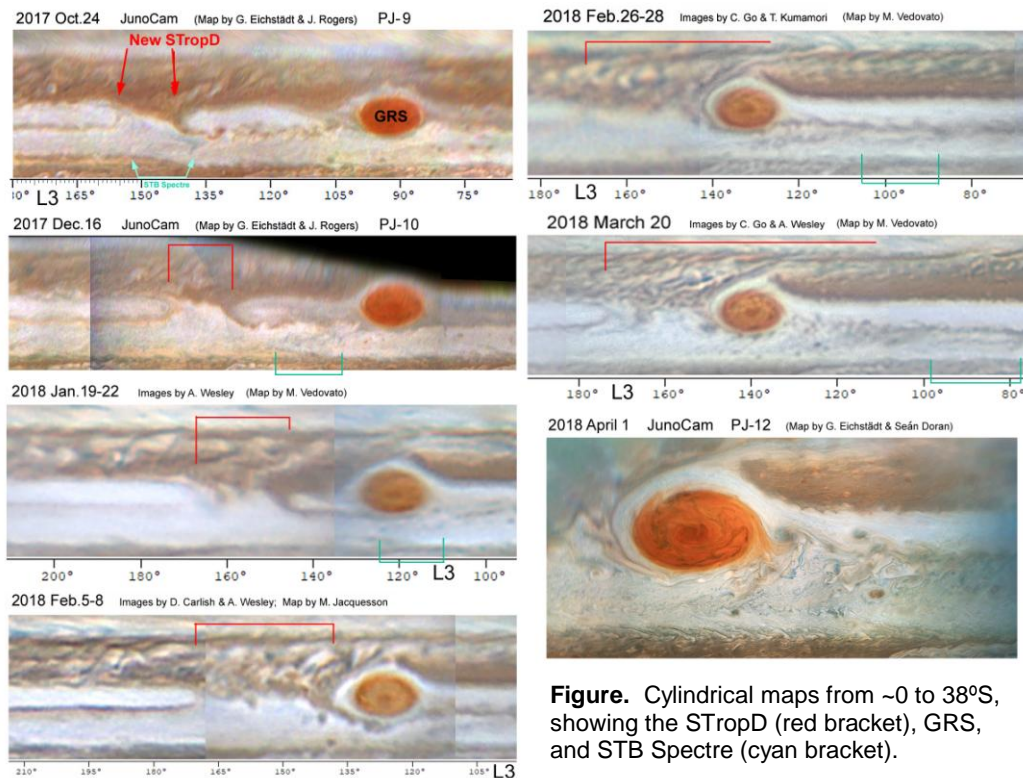 2017 Oct.24 JunoCam (Map by G. Eichstädt & J. Rogers) PJ-9
New STropD
GRS
STB Spectre
30° L3 165° 150° 135° 120° 105° 90° 75°
2017 Dec.16 JunoCam (Map by G. Eichstädt & J. Rogers) PJ-10
2018 Jan.19-22 Images by A. Wesley (Map by M. Vedovato)
200° 180° 160° 140° 120° L3 100°
2018 Feb.5-8 Images by D. Carlish & A. Wesley; Map by M. Jacquesson
210° 195° 180° 165° 150° 135° 120° 105° L3
2018 Feb.26-28 Images by C. Go & T. Kumamori (Map by M. Vedovato)
183° L3 160° 140° 120° 100° 80°
2018 March 20 Images by C. Go & A. Wesley (Map by M. Vedovato)
180° L3 160° 140° 120° 100° 80°
2018 April 1 JunoCam PJ-12 (Map by G. Eichstädt & Seán Doran)
Figure. Cylindrical maps from ~0 to 38ºS,
showing the STropD (red bracket), GRS,
and STB Spectre (cyan bracket).